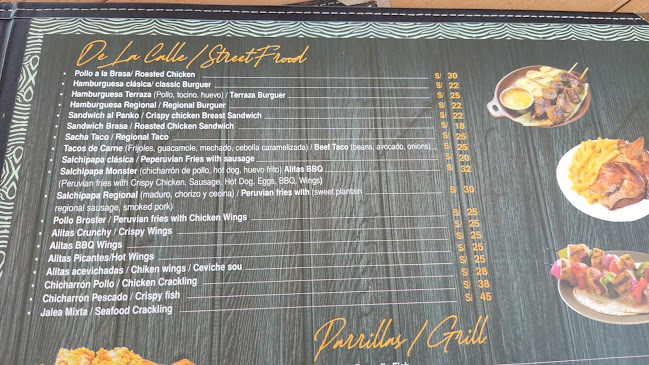 De La Calle / Street Frood
• Pollo a la Brasa/ Roasted Chicken S/ 30
• Hamburguesa clásica/ classic Burguer S/ 22
• Hamburguesa Terraza (Pollo, tocino, huevo) / Terraza Burguer S/ 25
• Hamburguesa Regional / Regional Burguer S/ 22
• Sandwich al Panko / Crispy chicken Breast Sandwich S/ 22
• Sandwich Brasa / Roasted Chicken Sandwich S/ 18
• Sacha Taco / Regional Taco S/ 25
• Tacos de Carne (Frijples, guacamole, mechado, cebolla caramelizada) / Beef Taco (beans, avocado, onions) S/ 25
• Salchipapa clásica / Peperuvian Fries with sausage S/ 20
• Salchipapa Monster (chicharrón de pollo, hot dog, huevo frito) Alitas BBQ S/ 32
(Peruvian fries with Crispy Chicken, Sausage, Hot Dog, Eggs, BBQ, Wings)
• Salchipapa Regional (maduro, chorizo y cecina) / Peruvian fries with (sweet plantain S/ 30
regional sausage, smoked pork)
• Pollo Broster / Peruvian fries with Chicken Wings S/ 25
• Alitas Crunchy / Crispy Wings S/ 25
• Alitas BBQ Wings S/ 25
• Alitas Picantes/Hot Wings S/ 25
• Alitas acevichadas / Chiken wings / Ceviche sou S/ 25
• Chicharrón Pollo / Chicken Crackling S/ 28
• Chicharrón Pescado / Crispy fish S/ 38
• Jalea Mixta / Seafood Crackling S/ 45
Parrillas / Grill